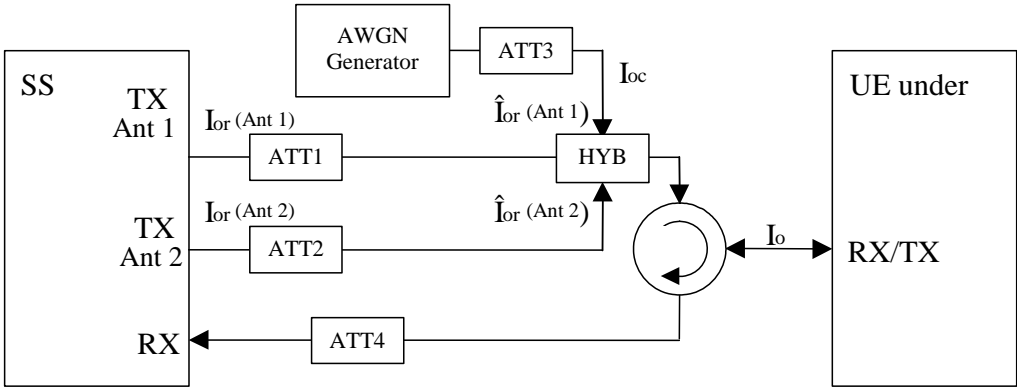 AWGN
Generator
ATT3
Ioc
SS
UE under
TX
Ant 1
Ior (Ant 1)
Îor (Ant 1)
ATT1
HYB
TX
Ant 2
Ior (Ant 2)
Îor (Ant 2)
ATT2
Io
RX/TX
RX
ATT4